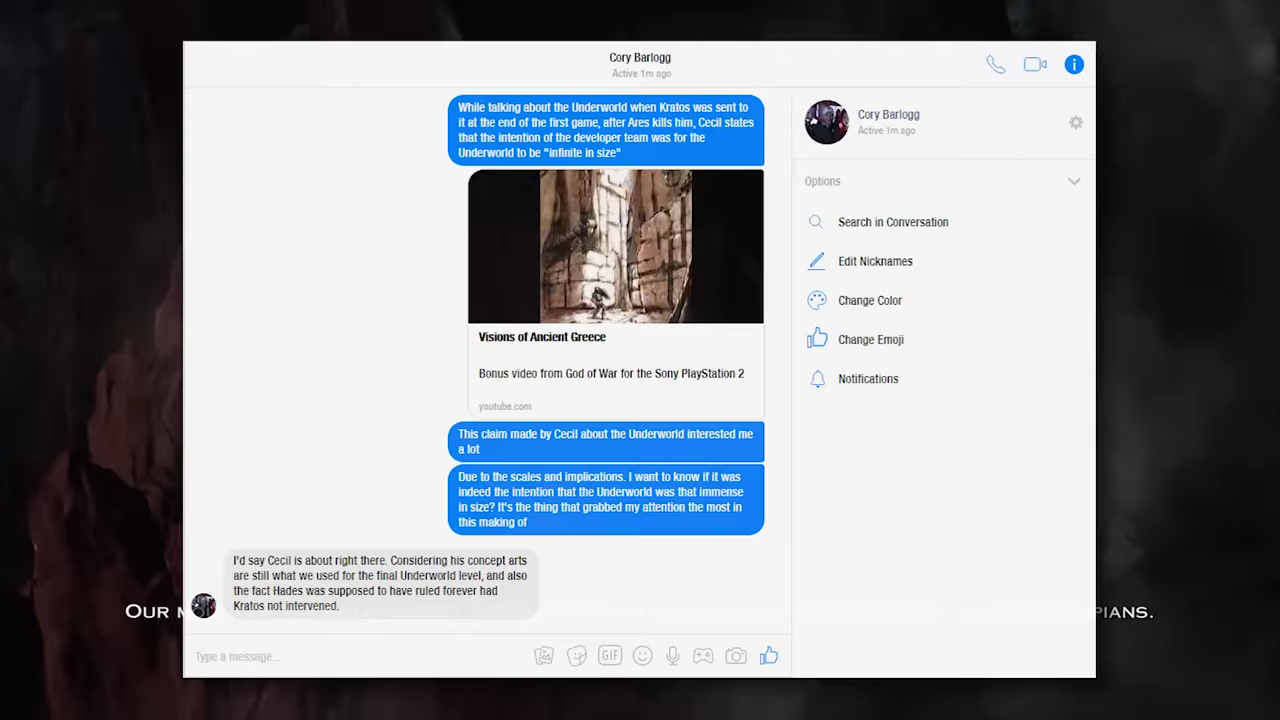 Cory Barlogg
Active 1m ago
While talking about the Underworld when Kratos was sent to
it at the end of the first game, after Ares kills him, Cecil states
that the intention of the developer team was for the
Underworld to be "infinite in size"
Visions of Ancient Greece
Bonus video from God of War for the Sony PlayStation 2
youtube.com
This claim made by Cecil about the Underworld interested me
a lot
Due to the scales and implications. I want to know if it was
indeed the intention that the Underworld was that immense
in size? It's the thing that grabbed my attention the most in
this making of
I'd say Cecil is about right there. Considering his concept arts
are still what we used for the final Underworld level, and also
the fact Hades was supposed to have ruled forever had
Kratos not intervened.
Type a message...
GIF
Cory Barlogg
Active 1m ago
Options
Search in Conversation
Edit Nicknames
Change Color
Change Emoji
Notifications
OUR